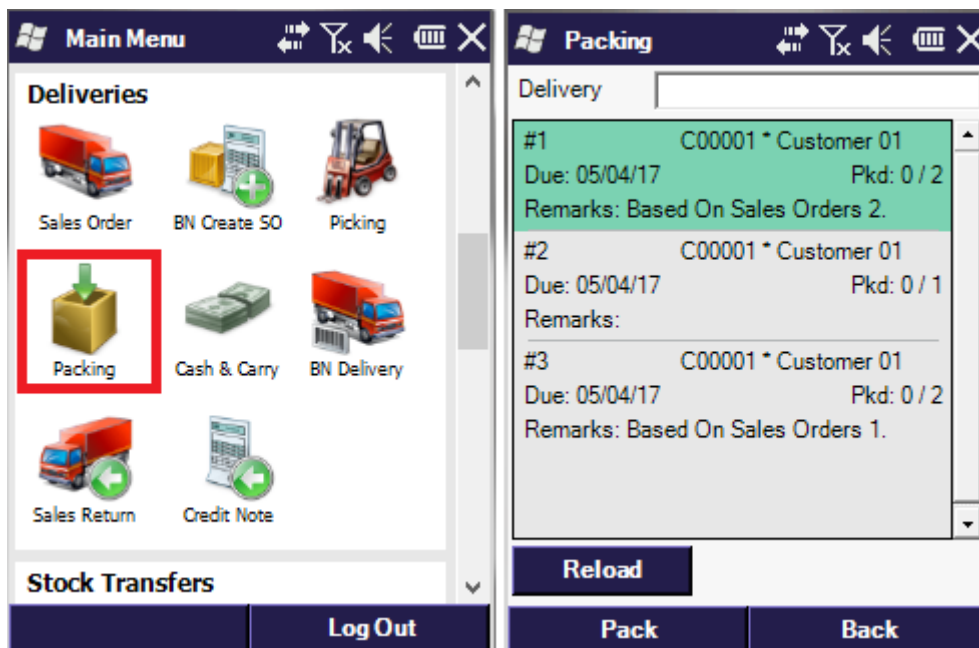 Main Menu
Deliveries
Sales Order
BN Create SO
Picking
Packing
Cash & Carry
BN Delivery
Sales Return
Credit Note
Stock Transfers
Log Out
Packing
Delivery
#1 C00001 * Customer 01
Due: 05/04/17 Pkd: 0 / 2
Remarks: Based On Sales Orders 2.
#2 C00001 * Customer 01
Due: 05/04/17 Pkd: 0 / 1
Remarks:
#3 C00001 * Customer 01
Due: 05/04/17 Pkd: 0 / 2
Remarks: Based On Sales Orders 1.
Reload
Pack
Back